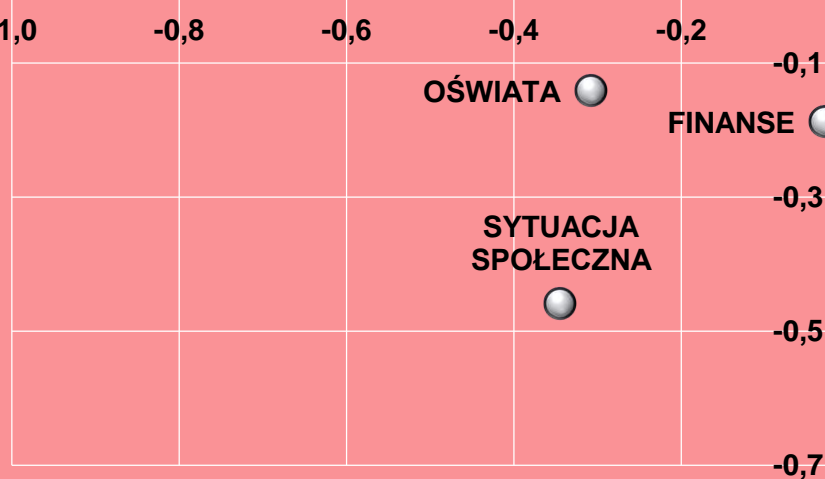 1,0 -0,8 -0,6 -0,4 -0,2
-0,1
OŚWIATA
FINANSE
-0,3
SYTUACJA
SPOŁECZNA
-0,5
-0,7